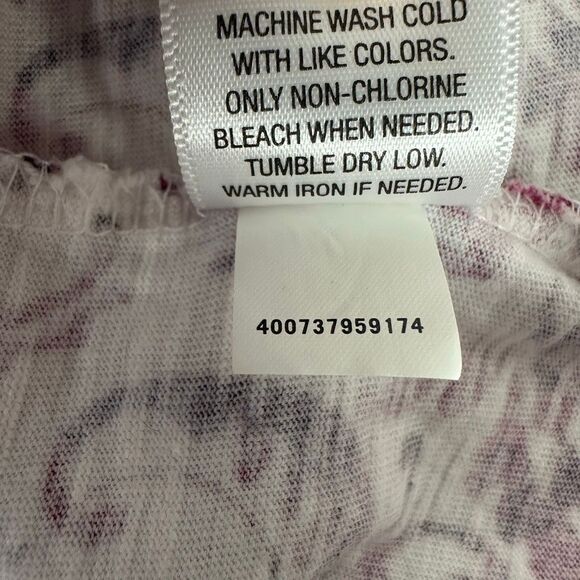 MACHINE WASH COLD
WITH LIKE COLORS.
ONLY NON-CHLORINE
BLEACH WHEN NEEDED.
TUMBLE DRY LOW.
WARM IRON IF NEEDED.
400737959174